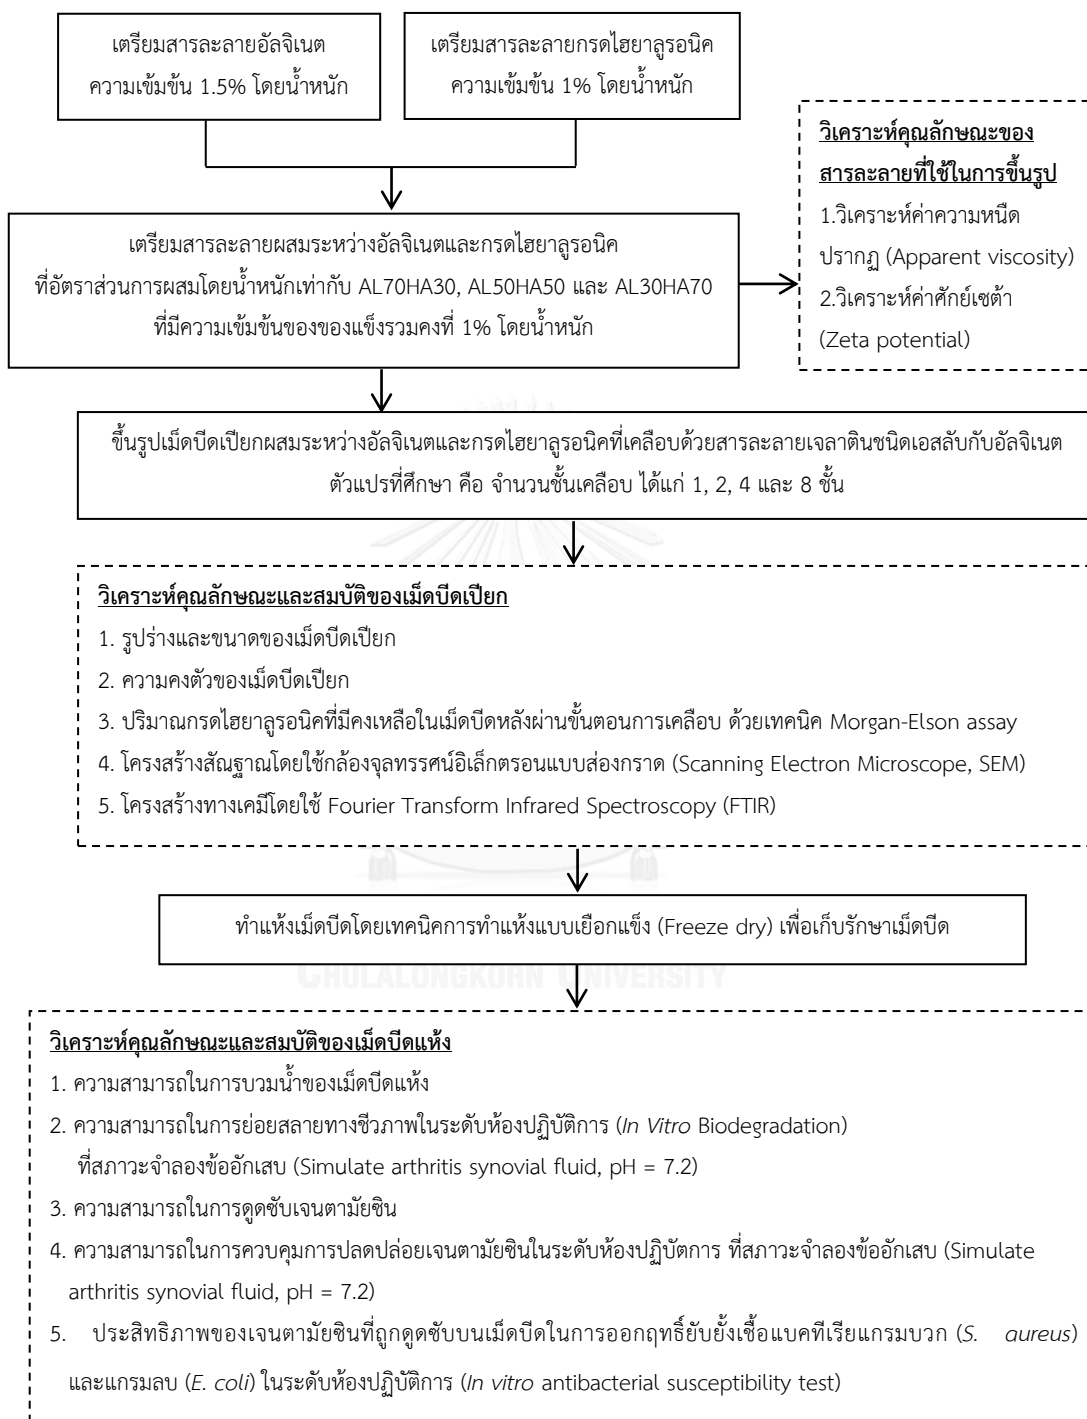 เตรียมสารละลายอัลจิเนต
ความเข้มข้น 1.5% โดยน้ำหนัก
เตรียมสารละลายกรดไฮยาลูรอนิค
ความเข้มข้น 1% โดยน้ำหนัก
วิเคราะห์คุณลักษณะของ
สารละลายที่ใช้ในการขึ้นรูป
1.วิเคราะห์ค่าความหนืด
ปรากฏ (Apparent viscosity)
2.วิเคราะห์ค่าศักย์เซต้า
(Zeta potential)
เตรียมสารละลายผสมระหว่างอัลจิเนตและกรดไฮยาลูรอนิค
ที่อัตราส่วนการผสมโดยน้ำหนักเท่ากับ AL70HA30, AL50HA50 และ AL30HA70
ที่มีความเข้มข้นของของแข็งรวมคงที่ 1% โดยน้ำหนัก
ขึ้นรูปเม็ดบีดเปียกผสมระหว่างอัลจิเนตและกรดไฮยาลูรอนิคที่เคลือบด้วยสารละลายเจลาตินชนิดเอสลับกับอัลจิเนต
ตัวแปรที่ศึกษา คือ จำนวนชั้นเคลือบ ได้แก่ 1, 2, 4 และ 8 ชั้น
วิเคราะห์คุณลักษณะและสมบัติของเม็ดบีดเปียก
1. รูปร่างและขนาดของเม็ดบีดเปียก
2. ความคงตัวของเม็ดบีดเปียก
3. ปริมาณกรดไฮยาลูรอนิคที่มีคงเหลือในเม็ดบีดหลังผ่านขั้นตอนการเคลือบ ด้วยเทคนิค Morgan-Elson assay
4. โครงสร้างสัณฐานโดยใช้กล้องจุลทรรศน์อิเล็กตรอนแบบส่องกราด (Scanning Electron Microscope, SEM)
5. โครงสร้างทางเคมีโดยใช้ Fourier Transform Infrared Spectroscopy (FTIR)
ทำแห้งเม็ดบีดโดยเทคนิคการทำแห้งแบบเยือกแข็ง (Freeze dry) เพื่อเก็บรักษาเม็ดบีด
CHULALONGKORN UNIVERSITY
วิเคราะห์คุณลักษณะและสมบัติของเม็ดบีดแห้ง
1. ความสามารถในการบวมน้ำของเม็ดบีดแห้ง
2. ความสามารถในการย่อยสลายทางชีวภาพในระดับห้องปฏิบัติการ (In Vitro Biodegradation)
ที่สภาวะจำลองข้ออักเสบ (Simulate arthritis synovial fluid, pH = 7.2)
3. ความสามารถในการดูดซับเจนตามัยซิน
4. ความสามารถในการควบคุมการปลดปล่อยเจนตามัยซินในระดับห้องปฏิบัตการ ที่สภาวะจำลองข้ออักเสบ (Simulate
arthritis synovial fluid, pH = 7.2)
5. ประสิทธิภาพของเจนตามัยซินที่ถูกดูดซับบนเม็ดบีดในการออกฤทธิ์ยับยั้งเชื้อแบคทีเรียแกรมบวก (S. aureus)
และแกรมลบ (E. coli) ในระดับห้องปฏิบัติการ (In vitro antibacterial susceptibility test)